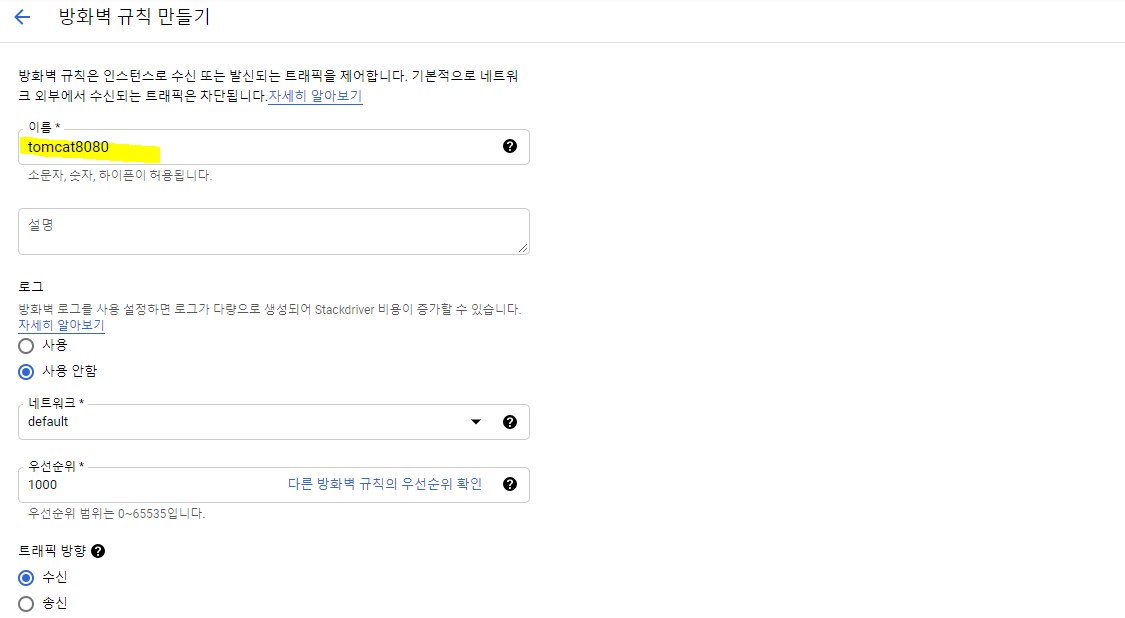 방화벽 규칙 만들기
방화벽 규칙은 인스턴스로 수신 또는 발신되는 트래픽을 제어합니다. 기본적으로 네트워
크 외부에서 수신되는 트래픽은 차단됩니다.자세히 알아보기
이름 *
tomcat8080
소문자, 숫자, 하이픈이 허용됩니다.
설명
로그
방화벽 로그를 사용 설정하면 로그가 다량으로 생성되어 Stackdriver 비용이 증가할 수 있습니다.
자세히 알아보기
사용
사용 안함
네트워크 *
default
우선순위 *
1000 다른 방화벽 규칙의 우선순위 확인
우선순위 범위는 0~65535입니다.
트래픽 방향
수신
송신